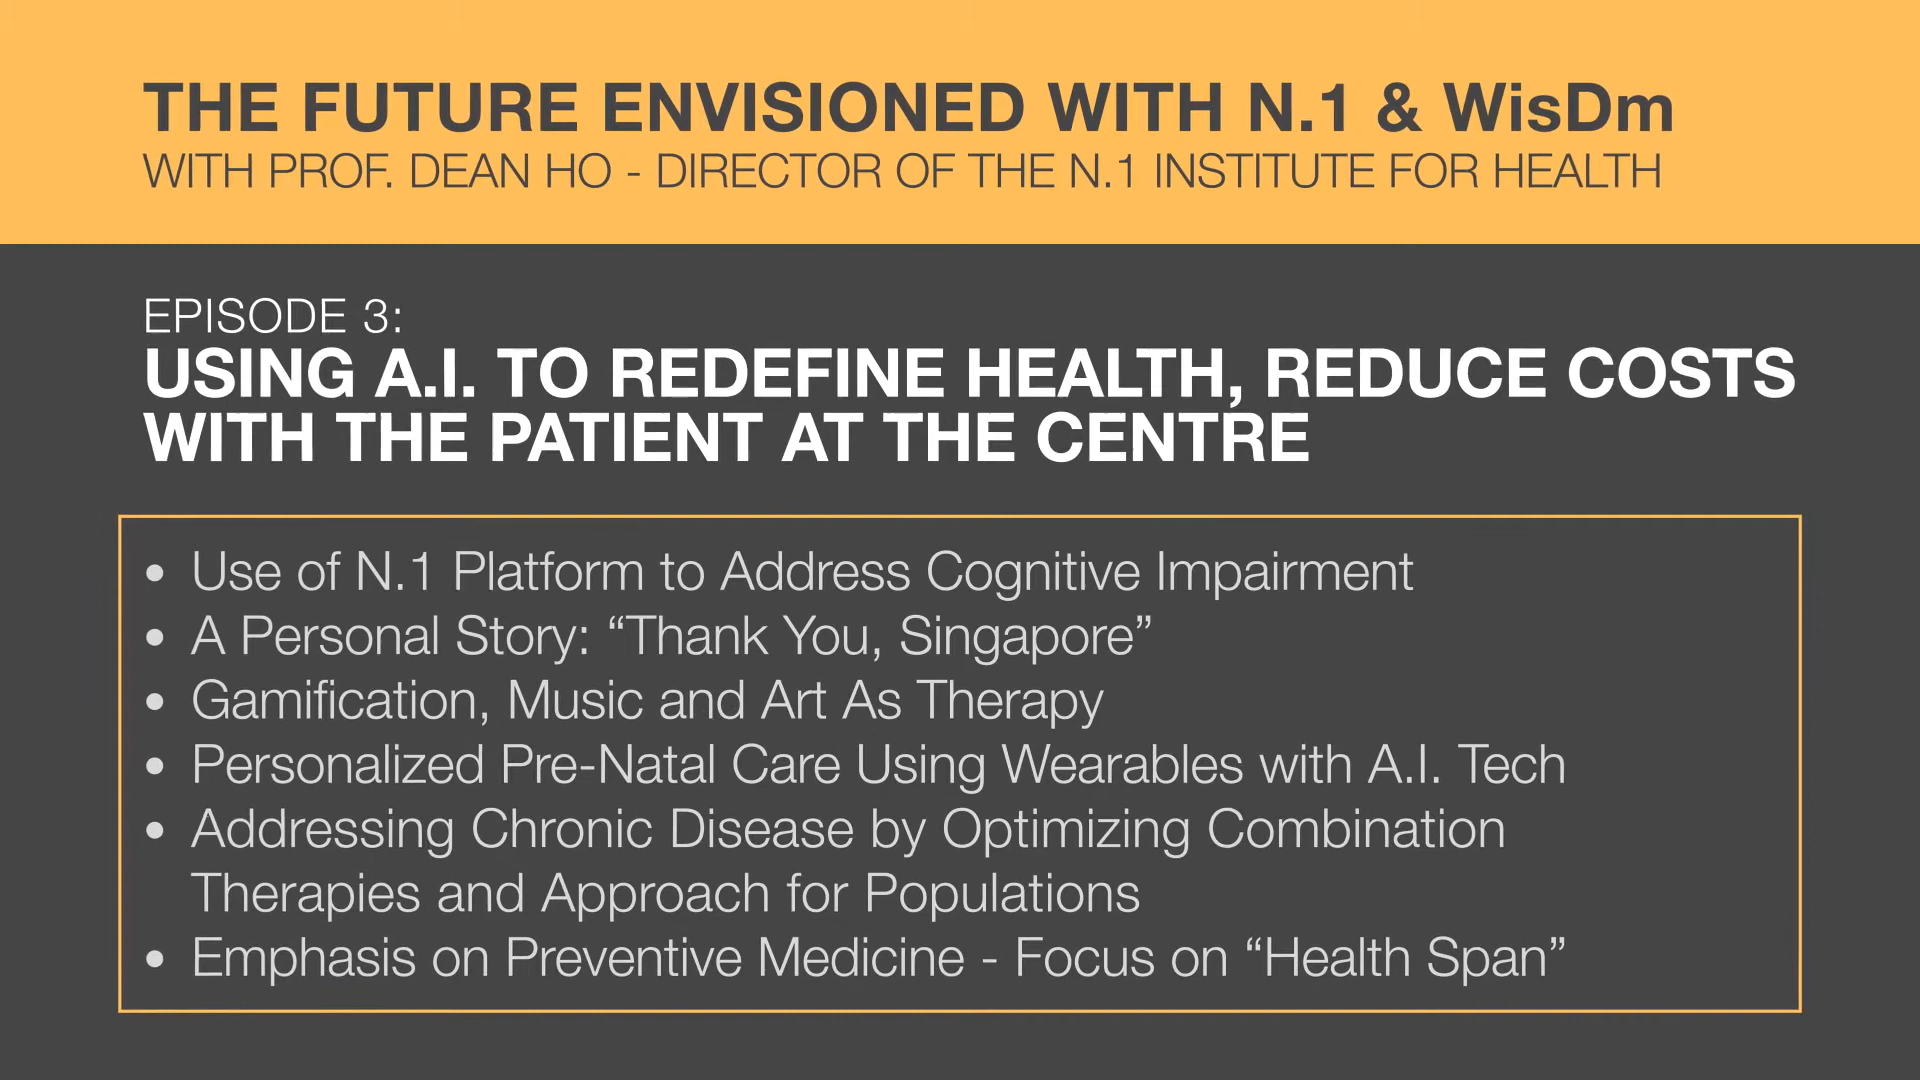 THE FUTURE ENVISIONED WITH N.1 & WisDm
WITH PROF. DEAN HO - DIRECTOR OF THE N.1 INSTITUTE FOR HEALTH
EPISODE 3:
USING A.I. TO REDEFINE HEALTH, REDUCE COSTS
WITH THE PATIENT AT THE CENTRE
• Use of N.1 Platform to Address Cognitive Impairment
• A Personal Story: “Thank You, Singapore”
• Gamification, Music and Art As Therapy
• Personalized Pre-Natal Care Using Wearables with A.I. Tech
• Addressing Chronic Disease by Optimizing Combination
Therapies and Approach for Populations
• Emphasis on Preventive Medicine - Focus on “Health Span”